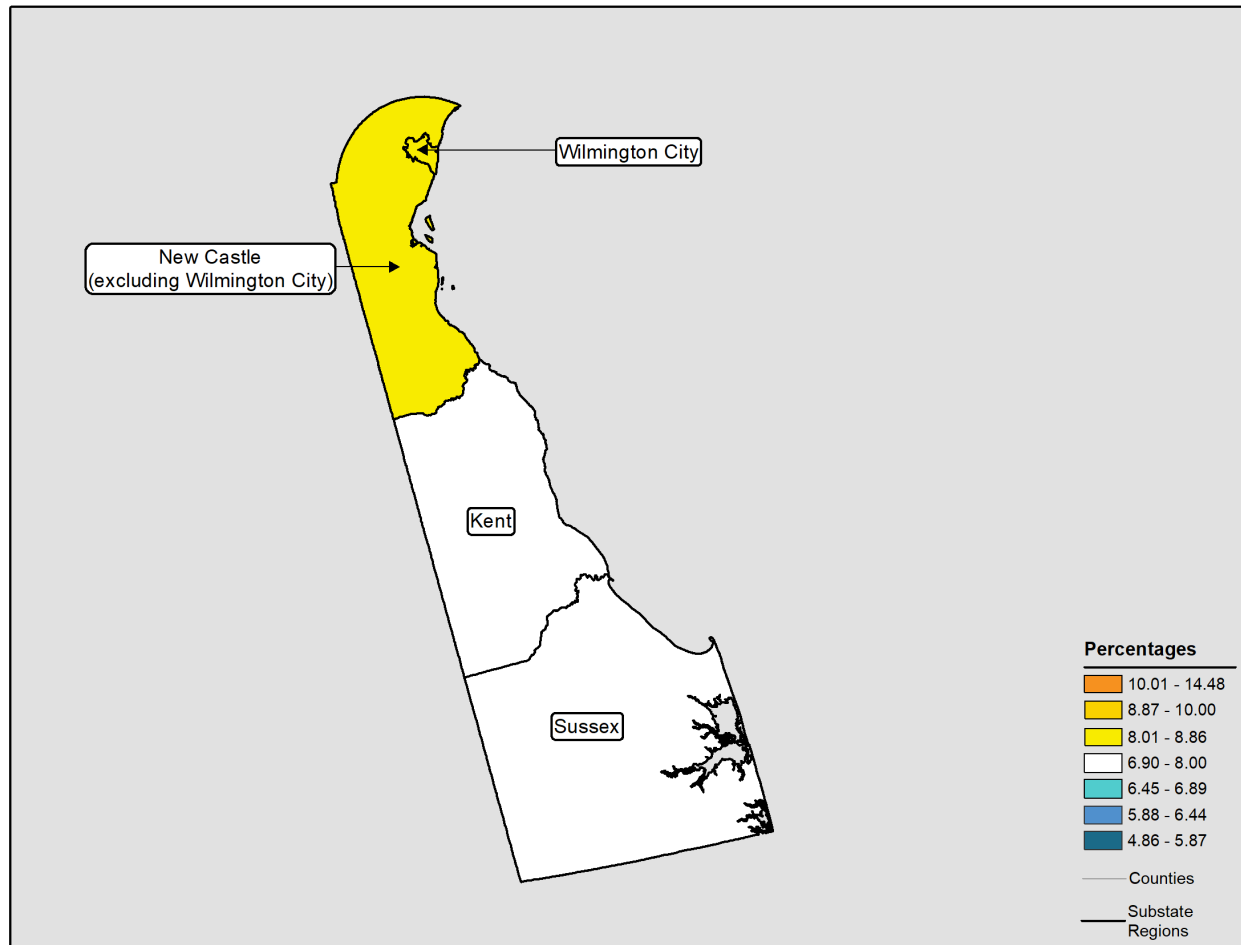 Wilmington City
New Castle
(excluding Wilmington City)
Kent
Sussex
Percentages
10.01 - 14.48
8.87 - 10.00
8.01 - 8.86
6.90 - 8.00
6.45 - 6.89
5.88 - 6.44
4.86 - 5.87
Counties
Substate
Regions